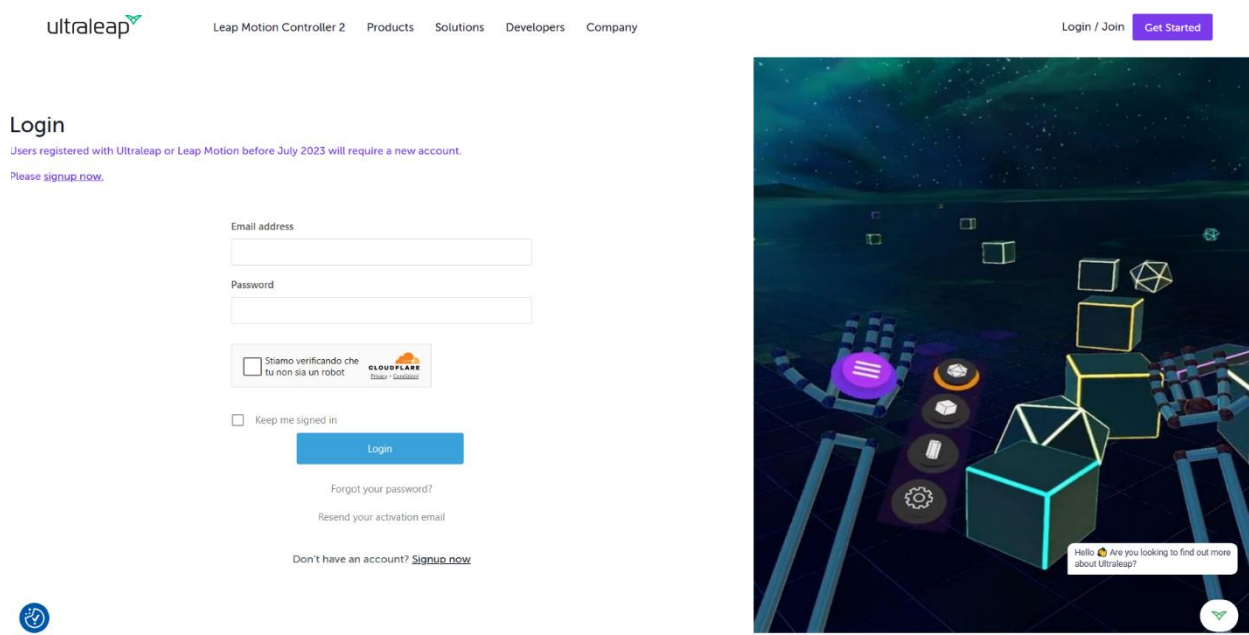 ultraleap
Leap Motion Controller 2 Products Solutions Developers Company
Login / Join Get Started
Login
Users registered with Ultraleap or Leap Motion before July 2023 will require a new account.
Please signup now.
Email address
Password
Stiamo verificando che
tu non sia un robot
CLOUDFLARE
Privacy • Condizioni
Keep me signed in
Login
Forgot your password?
Resend your activation email
Don't have an account? Signup now
Hello 👋 Are you looking to find out more
about Ultraleap?